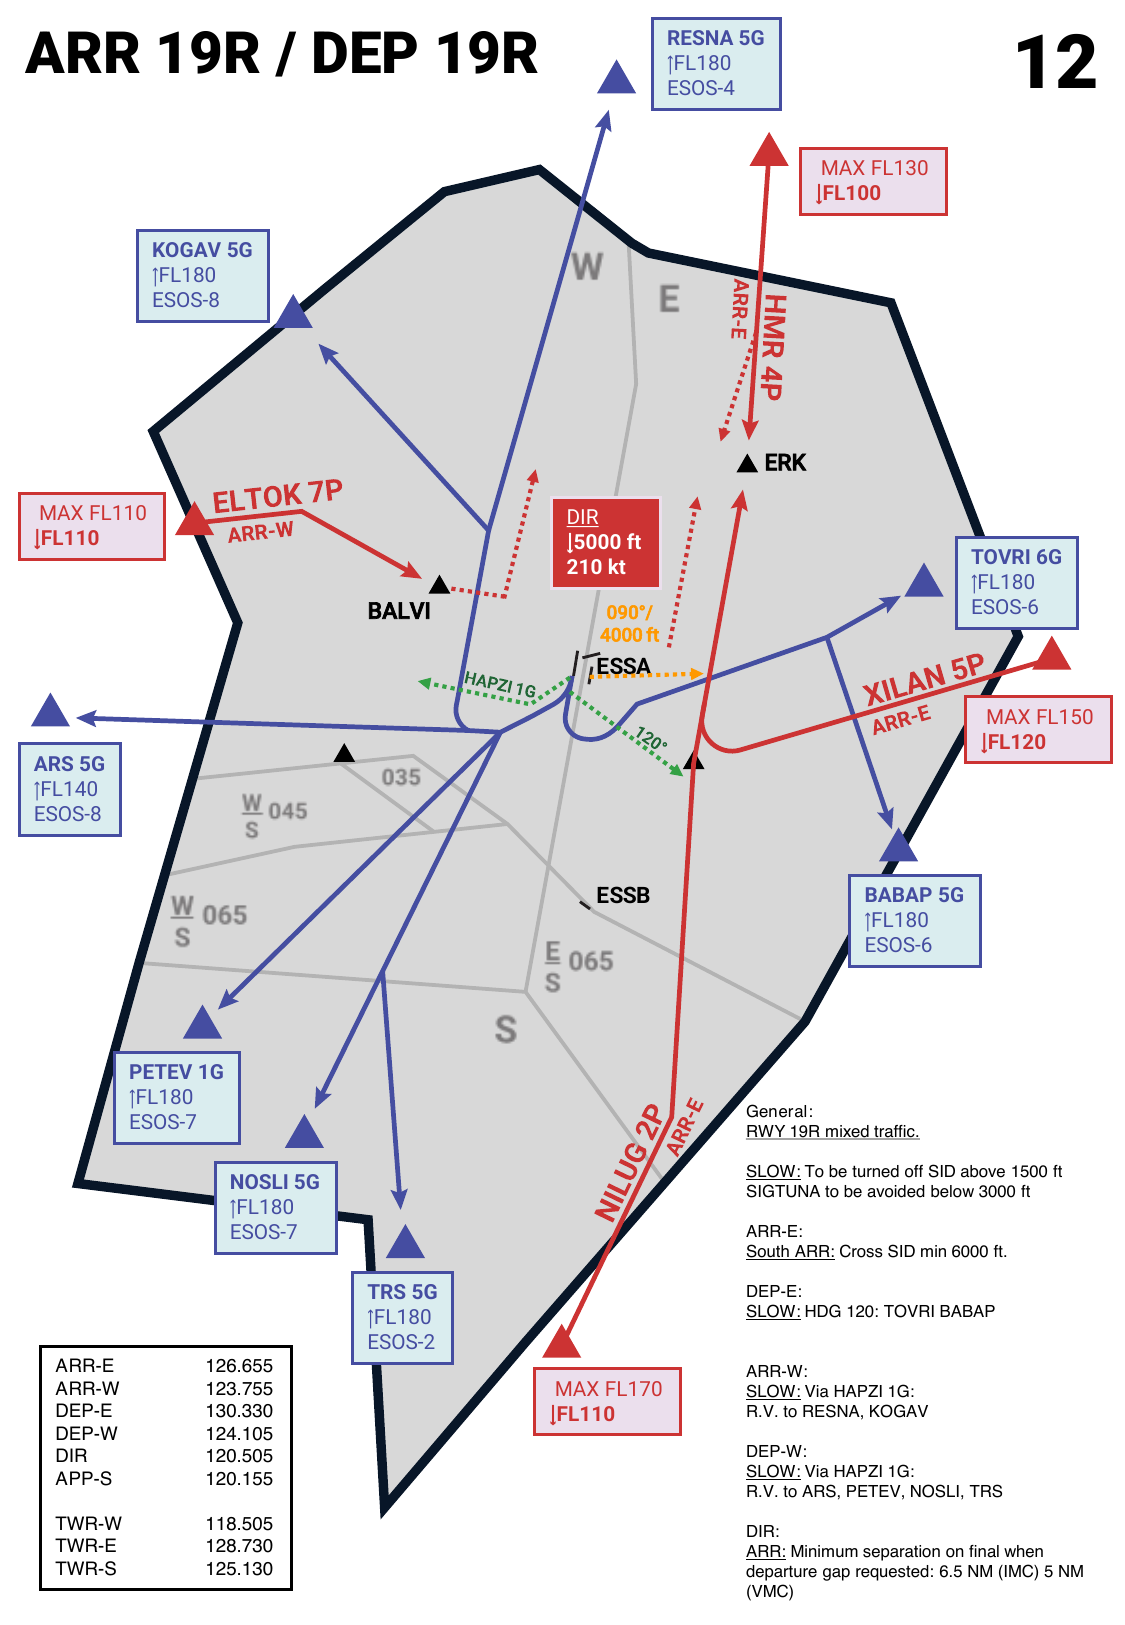 ARR 19R / DEP 19R
12
RESNA 5G
↑FL180
ESOS-4
MAX FL130
↓FL100
KOGAV 5G
↑FL180
ESOS-8
W
E
ARR-E
HMR 4P
ERK
MAX FL110
↓FL110
ELTOK 7P
ARR-W
BALVI
DIR
↓5000 ft
210 kt
090°/
4000 ft
ESSA
HAPZI 1G
120°
TOVRI 6G
↑FL180
ESOS-6
XILAN 5P
ARR-E
MAX FL150
↓FL120
ARS 5G
↑FL140
ESOS-8
035
W
S
045
W
S
065
ESSB
E
S
065
S
BABAP 5G
↑FL180
ESOS-6
PETEV 1G
↑FL180
ESOS-7
NOSLI 5G
↑FL180
ESOS-7
TRS 5G
↑FL180
ESOS-2
NILUG 2P
ARR-E
MAX FL170
↓FL110
General:
RWY 19R mixed traffic.
SLOW: To be turned off SID above 1500 ft
SIGTUNA to be avoided below 3000 ft
ARR-E:
South ARR: Cross SID min 6000 ft.
DEP-E:
SLOW: HDG 120: TOVRI BABAP
ARR-W:
SLOW: Via HAPZI 1G:
R.V. to RESNA, KOGAV
DEP-W:
SLOW: Via HAPZI 1G:
R.V. to ARS, PETEV, NOSLI, TRS
DIR:
ARR: Minimum separation on final when
departure gap requested: 6.5 NM (IMC) 5 NM
(VMC)
ARR-E 126.655
ARR-W 123.755
DEP-E 130.330
DEP-W 124.105
DIR 120.505
APP-S 120.155
TWR-W 118.505
TWR-E 128.730
TWR-S 125.130